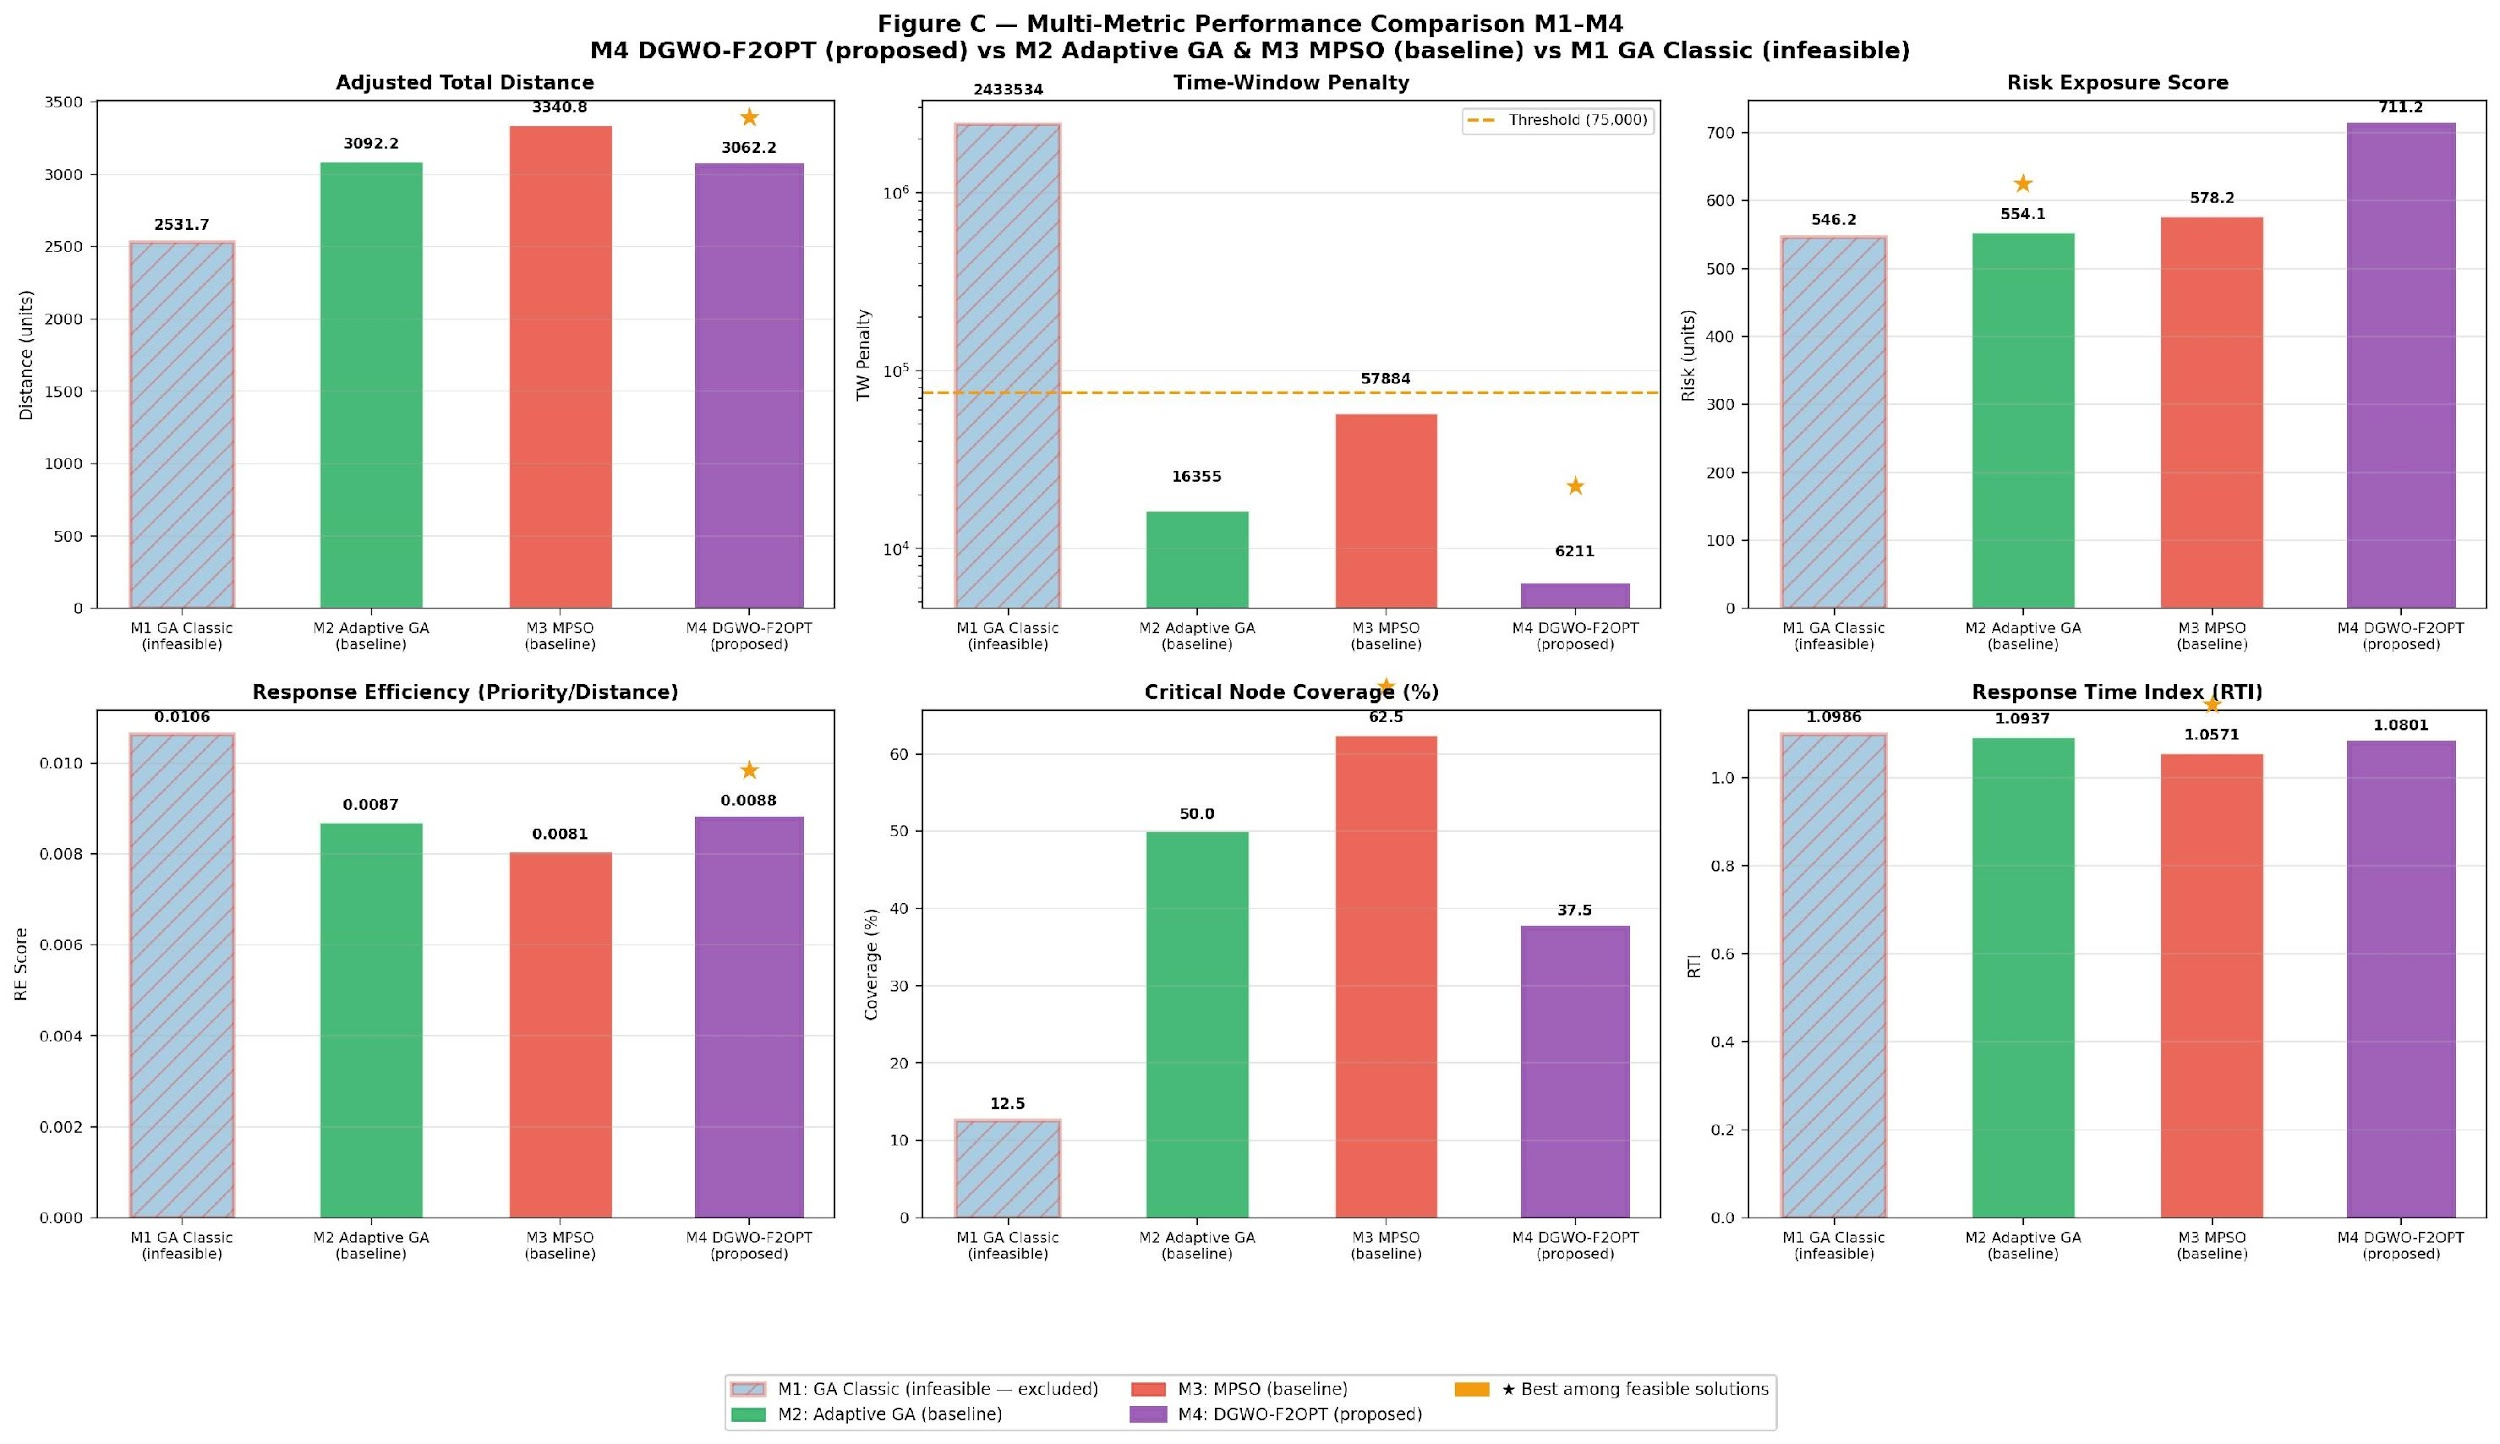 Figure C — Multi-Metric Performance Comparison M1–M4
M4 DGWO-F2OPT (proposed) vs M2 Adaptive GA & M3 MPSO (baseline) vs M1 GA Classic (infeasible)
Adjusted Total Distance
Distance (units)
3500
3000
2500
2000
1500
1000
500
0
2531.7
3092.2
3340.8
★
3062.2
M1 GA Classic
(infeasible)
M2 Adaptive GA
(baseline)
M3 MPSO
(baseline)
M4 DGWO-F2OPT
(proposed)
Time-Window Penalty
TW Penalty
10⁶
10⁵
10⁴
2433534
16355
57884
★
6211
Threshold (75,000)
M1 GA Classic
(infeasible)
M2 Adaptive GA
(baseline)
M3 MPSO
(baseline)
M4 DGWO-F2OPT
(proposed)
Risk Exposure Score
Risk (units)
700
600
500
400
300
200
100
0
546.2
★
554.1
578.2
711.2
M1 GA Classic
(infeasible)
M2 Adaptive GA
(baseline)
M3 MPSO
(baseline)
M4 DGWO-F2OPT
(proposed)
Response Efficiency (Priority/Distance)
RE Score
0.010
0.008
0.006
0.004
0.002
0.000
0.0106
0.0087
0.0081
★
0.0088
M1 GA Classic
(infeasible)
M2 Adaptive GA
(baseline)
M3 MPSO
(baseline)
M4 DGWO-F2OPT
(proposed)
Critical Node Coverage (%)
Coverage (%)
60
50
40
30
20
10
0
12.5
50.0
★
62.5
37.5
M1 GA Classic
(infeasible)
M2 Adaptive GA
(baseline)
M3 MPSO
(baseline)
M4 DGWO-F2OPT
(proposed)
Response Time Index (RTI)
RTI
1.0
0.8
0.6
0.4
0.2
0.0
1.0986
1.0937
★
1.0571
1.0801
M1 GA Classic
(infeasible)
M2 Adaptive GA
(baseline)
M3 MPSO
(baseline)
M4 DGWO-F2OPT
(proposed)
M1: GA Classic (infeasible — excluded)
M2: Adaptive GA (baseline)
M3: MPSO (baseline)
M4: DGWO-F2OPT (proposed)
★ Best among feasible solutions